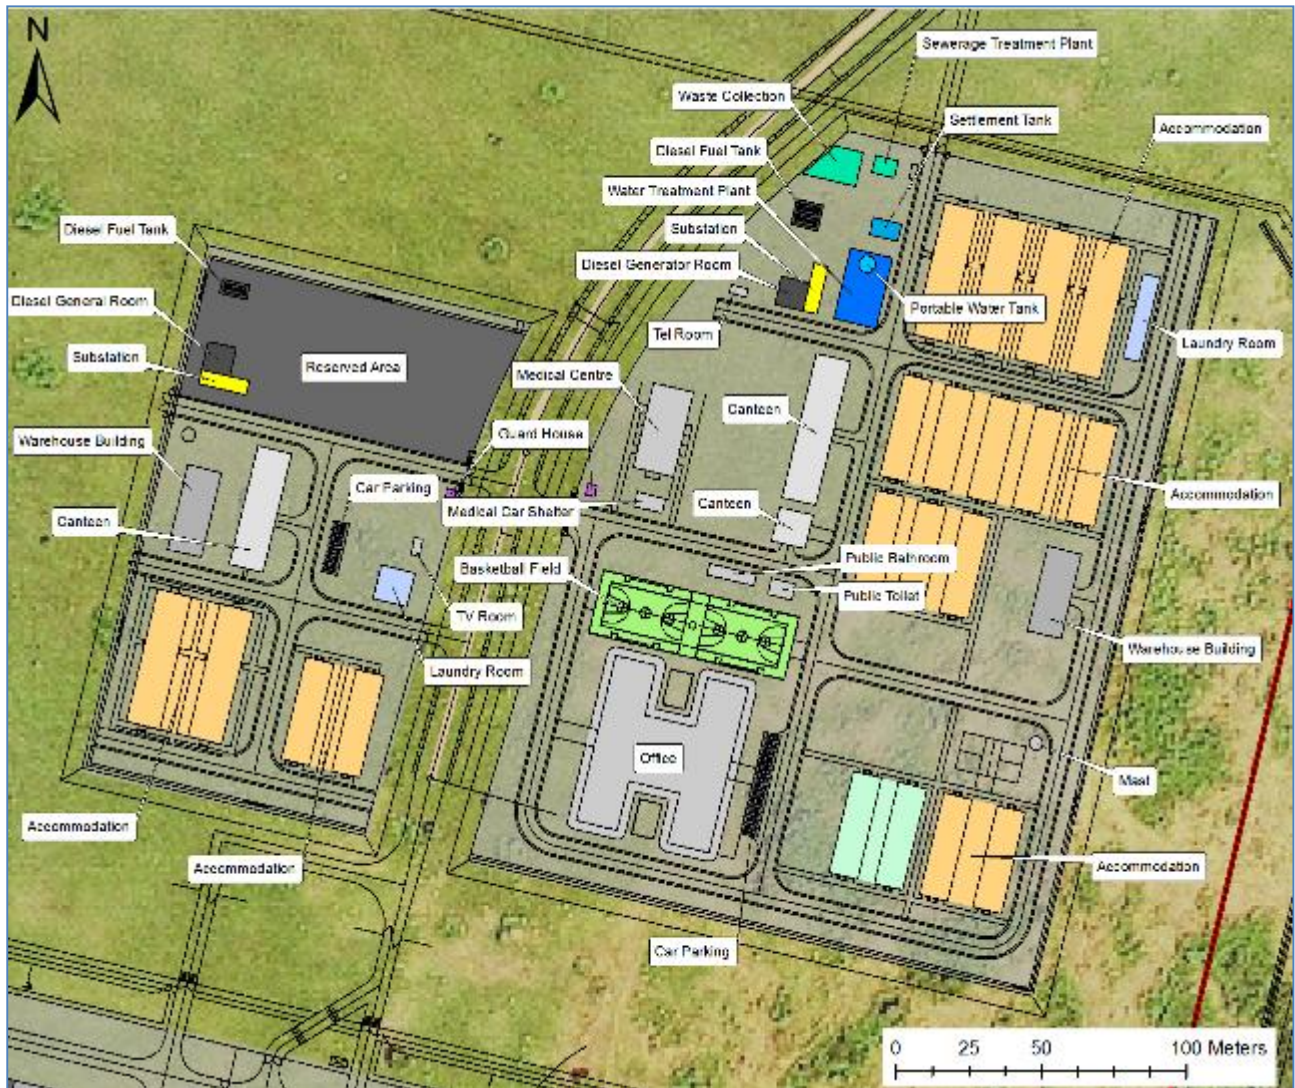 N
Sewerage Treatment Plant
Waste Collection
Settlement Tank
Accommodation
Diesel Fuel Tank
Water Treatment Plant
Substation
Diesel Generator Room
Portable Water Tank
Tel Room
Laundry Room
Diesel Fuel Tank
Diesel General Room
Substation
Reserved Area
Medical Centre
Canteen
Warehouse Building
Guard House
Car Parking
Accommodation
Canteen
Medical Car Shelter
Canteen
Public Bathroom
Basketball Field
Public Toilet
TV Room
Warehouse Building
Laundry Room
Office
Mast
Accommodation
Accommodation
Accommodation
Car Parking
0 25 50 100 Meters